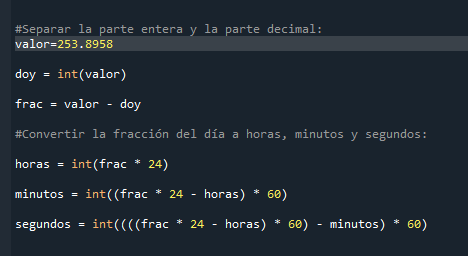 #Separar la parte entera y la parte decimal:
valor=253.8958
doy = int(valor)
frac = valor - doy
#Convertir la fracción del día a horas, minutos y segundos:
horas = int(frac * 24)
minutos = int((frac * 24 - horas) * 60)
segundos = int((((frac * 24 - horas) * 60) - minutos) * 60)